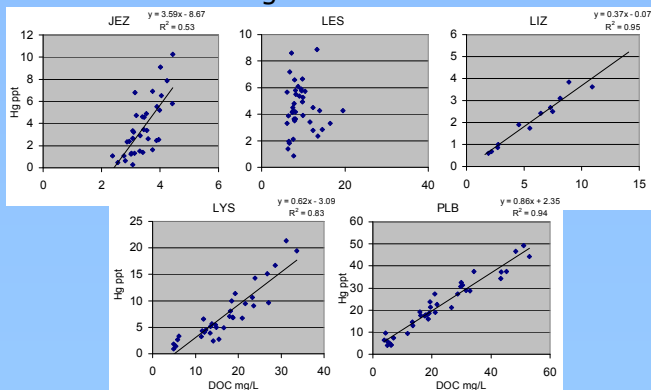 JEZ
y = 3.59x - 8.67
R² = 0.53
Hg ppt
12
10
8
6
4
2
0
0 2 4 6
LES
10
8
6
4
2
0
0 20 40
LIZ
y = 0.37x - 0.07
R² = 0.95
6
5
4
3
2
1
0
0 5 10 15
LYS
y = 0.62x - 3.09
R² = 0.83
Hg ppt
25
20
15
10
5
0
0 10 20 30 40
DOC mg/L
PLB
y = 0.86x + 2.35
R² = 0.94
Hg ppt
60
50
40
30
20
10
0
0 20 40 60
DOC mg/L